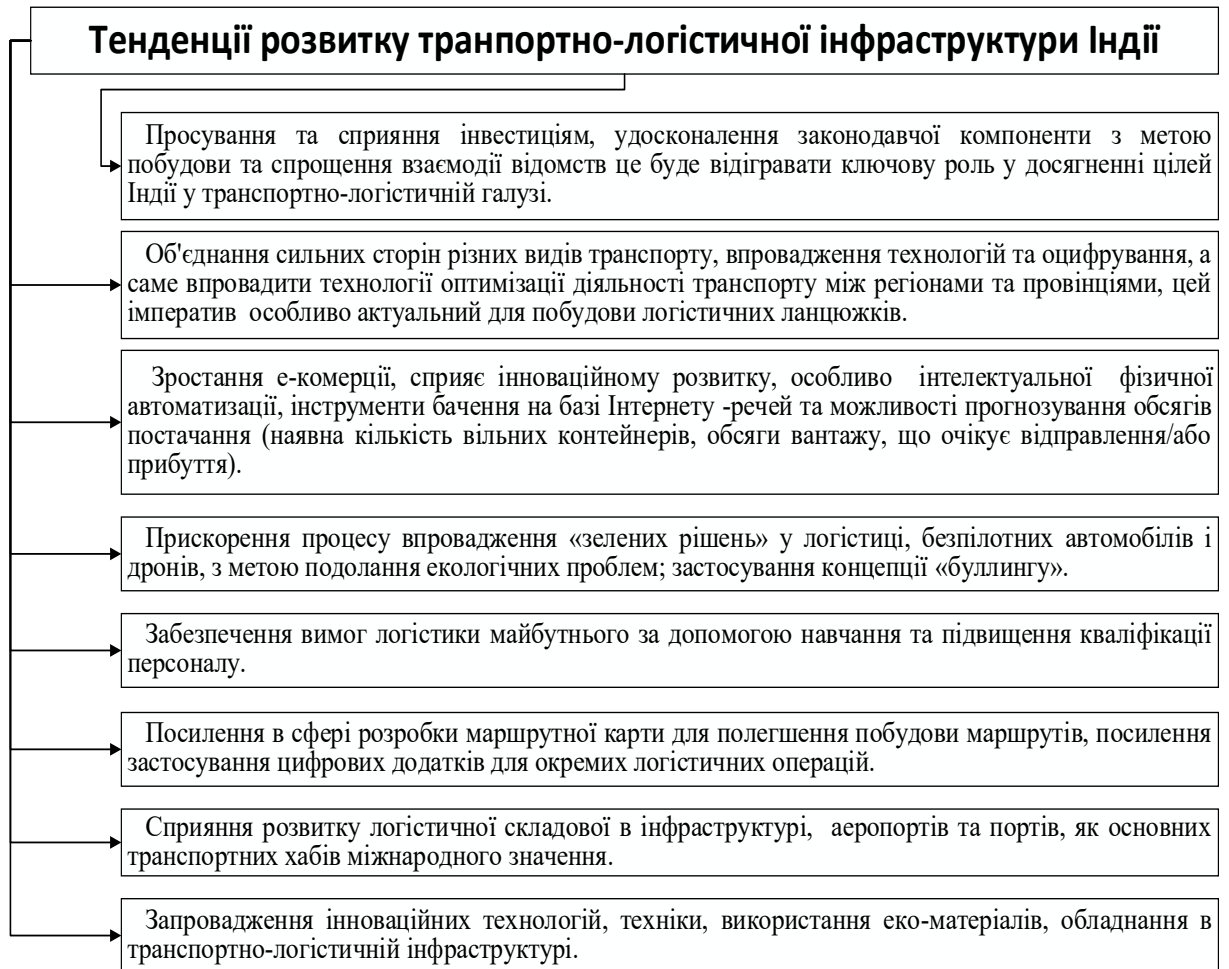 Тенденції розвитку транпортно-логістичної інфраструктури Індії
Просування та сприяння інвестиціям, удосконалення законодавчої компоненти з метою
побудови та спрощення взаємодії відомств це буде відігравати ключову роль у досягненні цілей
Індії у транспортно-логістичній галузі.
Об'єднання сильних сторін різних видів транспорту, впровадження технологій та оцифрування, а
саме впровадити технології оптимізації діяльності транспорту між регіонами та провінціями, цей
імператив особливо актуальний для побудови логістичних ланцюжків.
Зростання е-комерції, сприяє інноваційному розвитку, особливо інтелектуальної фізичної
автоматизації, інструменти бачення на базі Інтернету -речей та можливості прогнозування обсягів
постачання (наявна кількість вільних контейнерів, обсяги вантажу, що очікує відправлення/або
прибуття).
Прискорення процесу впровадження «зелених рішень» у логістиці, безпілотних автомобілів і
дронів, з метою подолання екологічних проблем; застосування концепції «буллингу».
Забезпечення вимог логістики майбутнього за допомогою навчання та підвищення кваліфікації
персоналу.
Посилення в сфері розробки маршрутної карти для полегшення побудови маршрутів, посилення
застосування цифрових додатків для окремих логістичних операцій.
Сприяння розвитку логістичної складової в інфраструктурі, аеропортів та портів, як основних
транспортних хабів міжнародного значення.
Запровадження інноваційних технологій, техніки, використання еко-матеріалів, обладнання в
транспортно-логістичній інфраструктурі.